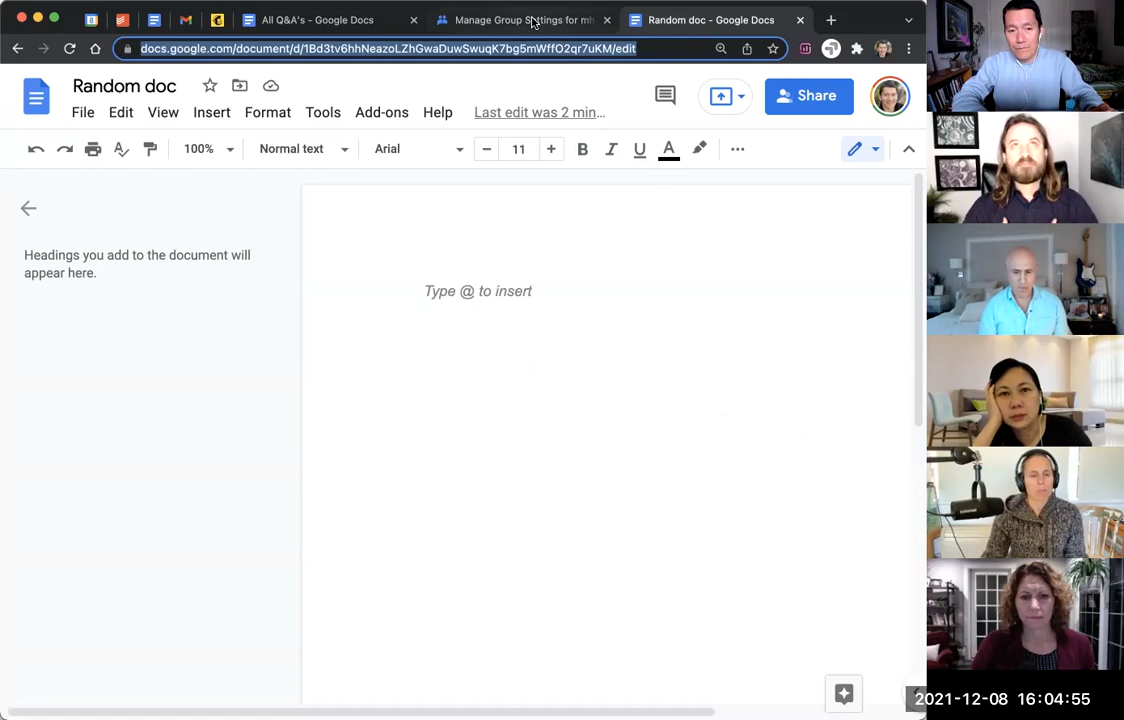 All Q&A's - Google Docs
Manage Group Settings for mh
Random doc - Google Docs
docs.google.com/document/d/1Bd3tv6hhNeazoLZhGwaDuwSwuqK7bg5mWffO2qr7uKM/edit
Random doc
File Edit View Insert Format Tools Add-ons Help Last edit was 2 min…
Share
100% Normal text Arial 11 B I U A
Headings you add to the document will
appear here.
Type @ to insert
2021-12-08 16:04:55